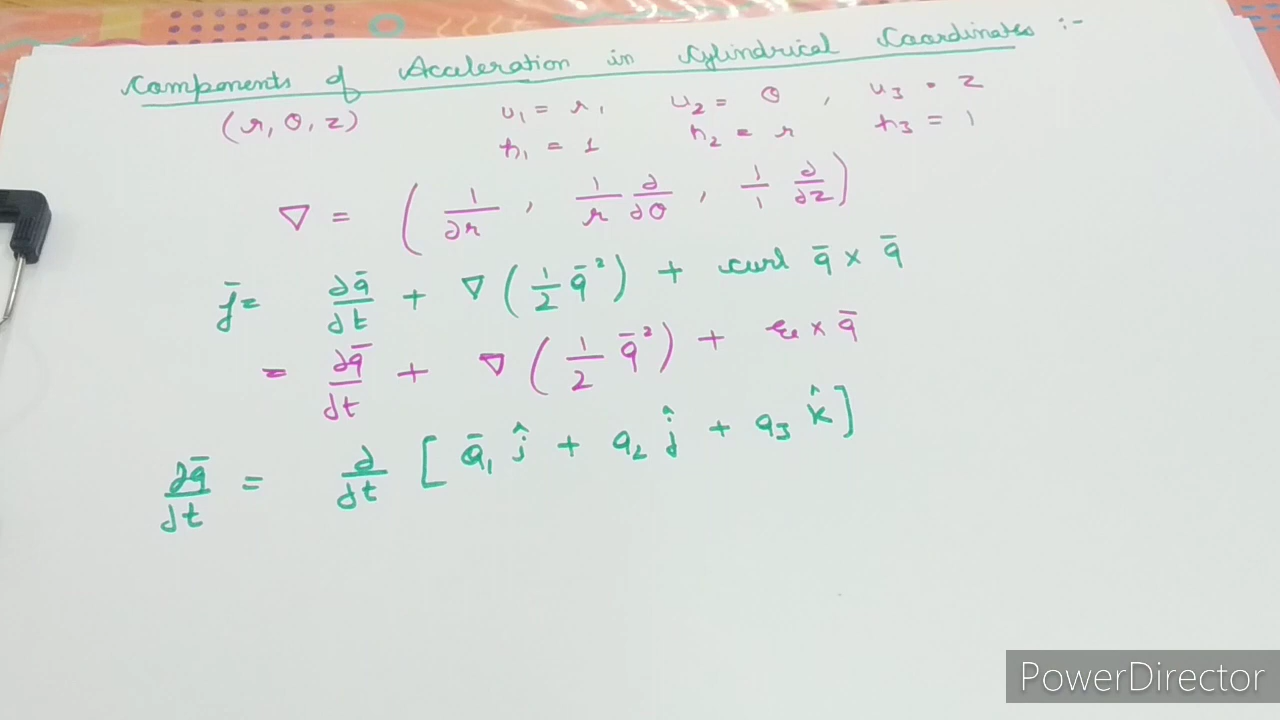 Components of Acceleration in Cylindrical Coordinates :-
(r, θ, z) u₁ = r, u₂ = θ , u₃ = z
h₁ = 1 h₂ = r h₃ = 1
∇ = ( 1/∂r , 1/r ∂/∂θ , 1/1 ∂/∂z )
f̄ = ∂q̄/∂t + ∇(1/2 q̄²) + curl q̄ × q̄
= ∂q̄/∂t + ∇(1/2 q̄²) + ξ × q̄
∂q̄/∂t = ∂/∂t [ q̄₁ î + q₂ ĵ + q₃ k̂ ]
PowerDirector